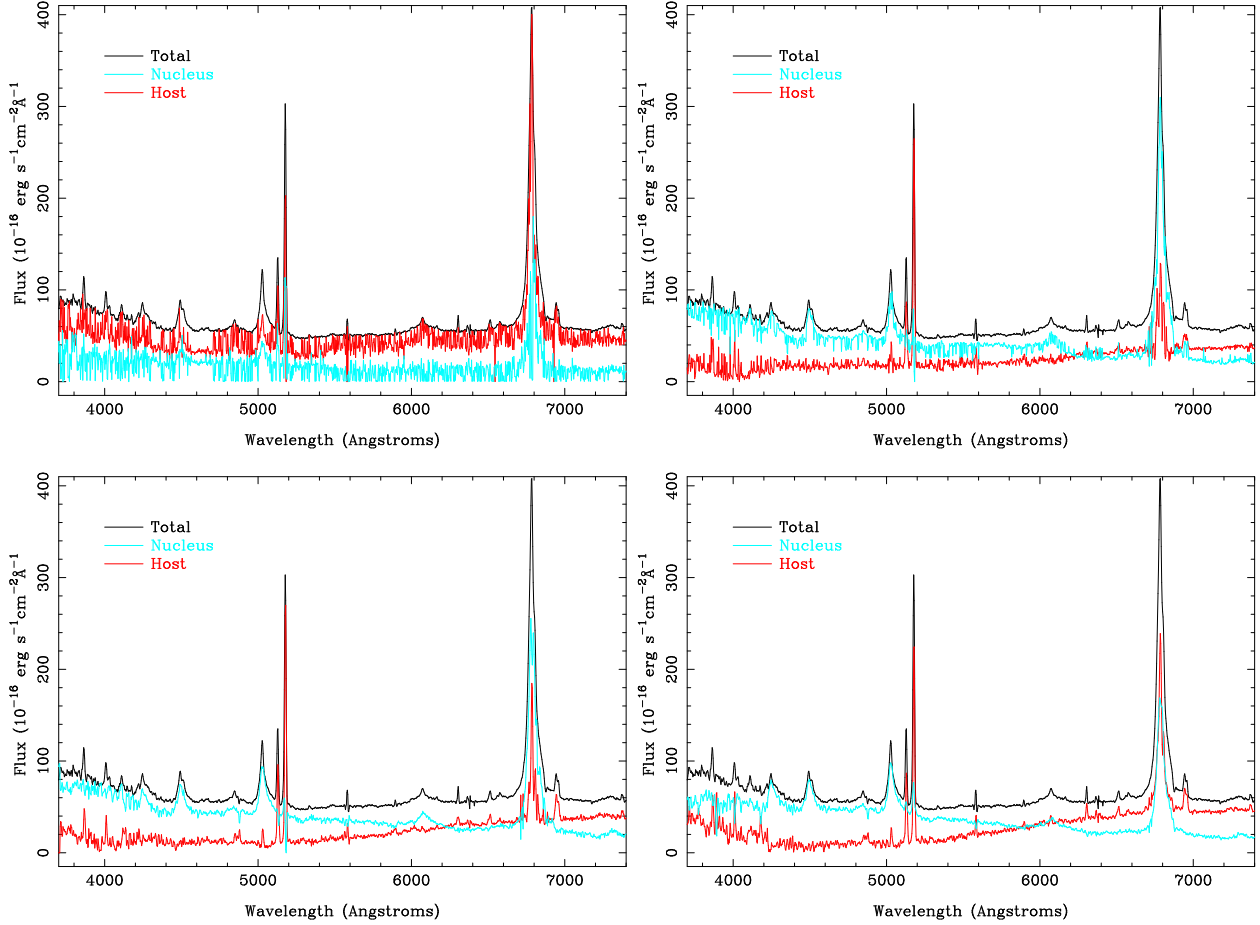 400
300
200
100
0
Flux (10⁻¹⁶ erg s⁻¹cm⁻²Å⁻¹)
Total
Nucleus
Host
4000 5000 6000 7000
Wavelength (Angstroms)
400
300
200
100
0
Flux (10⁻¹⁶ erg s⁻¹cm⁻²Å⁻¹)
Total
Nucleus
Host
4000 5000 6000 7000
Wavelength (Angstroms)
400
300
200
100
0
Flux (10⁻¹⁶ erg s⁻¹cm⁻²Å⁻¹)
Total
Nucleus
Host
4000 5000 6000 7000
Wavelength (Angstroms)
400
300
200
100
0
Flux (10⁻¹⁶ erg s⁻¹cm⁻²Å⁻¹)
Total
Nucleus
Host
4000 5000 6000 7000
Wavelength (Angstroms)